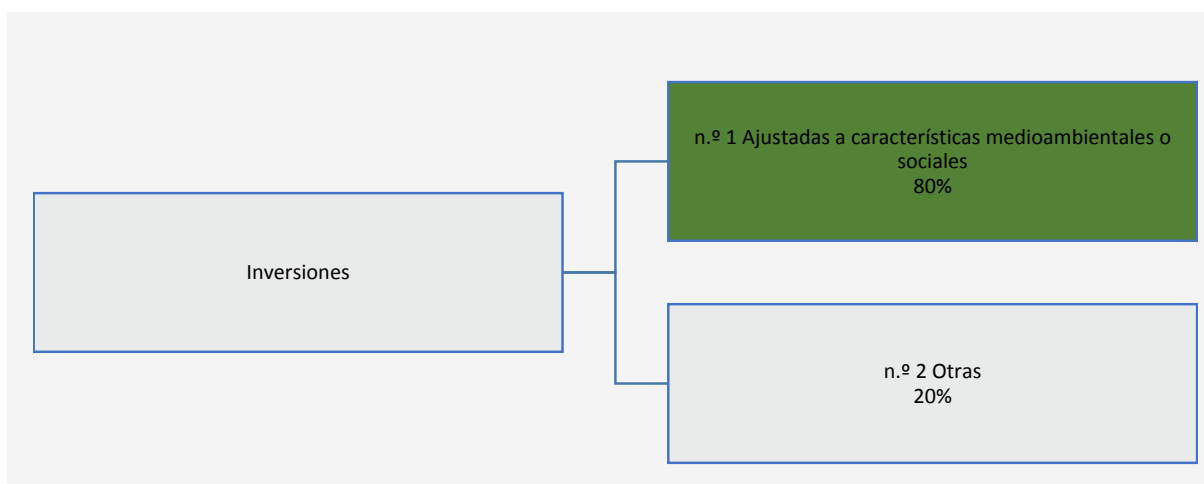 n.º 1 Ajustadas a características medioambientales o
sociales
80%
Inversiones
n.º 2 Otras
20%